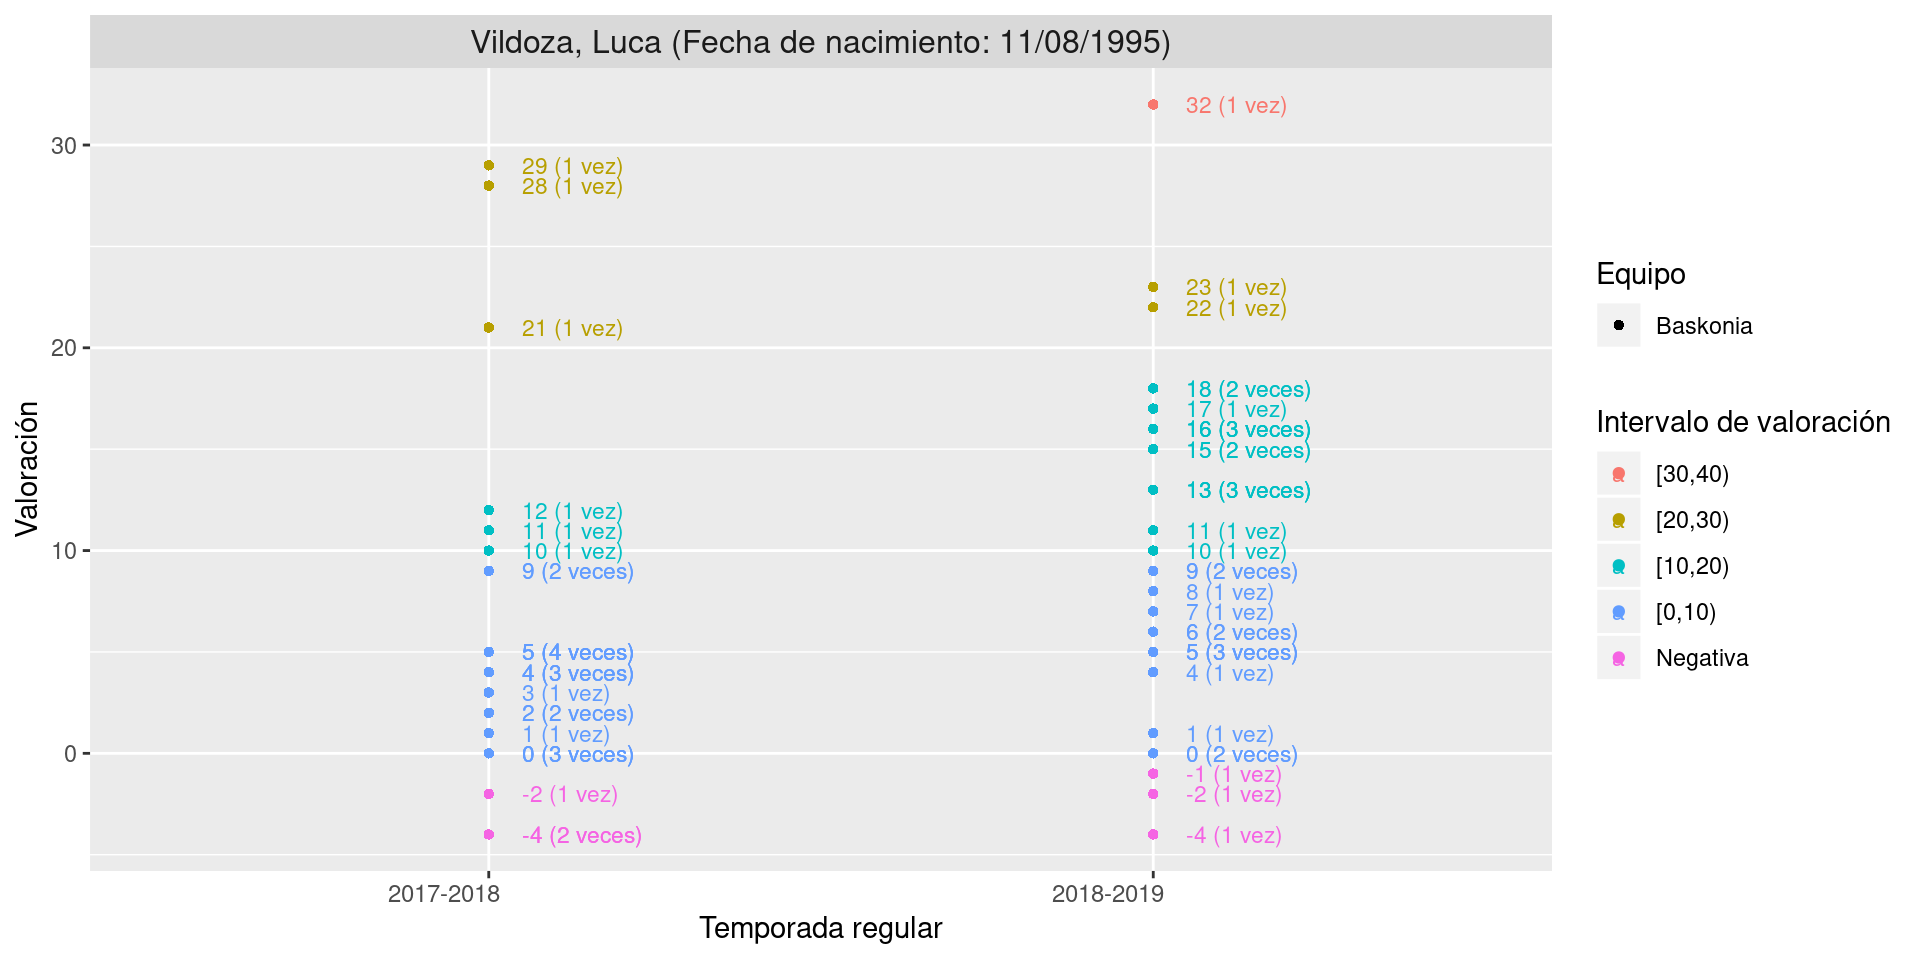 Vildoza, Luca (Fecha de nacimiento: 11/08/1995)
Valoración
30
20
10
0
29 (1 vez)
28 (1 vez)
21 (1 vez)
12 (1 vez)
11 (1 vez)
10 (1 vez)
9 (2 veces)
5 (4 veces)
4 (3 veces)
3 (1 vez)
2 (2 veces)
1 (1 vez)
0 (3 veces)
-2 (1 vez)
-4 (2 veces)
32 (1 vez)
23 (1 vez)
22 (1 vez)
18 (2 veces)
17 (1 vez)
16 (3 veces)
15 (2 veces)
13 (3 veces)
11 (1 vez)
10 (1 vez)
9 (2 veces)
8 (1 vez)
7 (1 vez)
6 (2 veces)
5 (3 veces)
4 (1 vez)
1 (1 vez)
0 (2 veces)
-1 (1 vez)
-2 (1 vez)
-4 (1 vez)
2017-2018
2018-2019
Temporada regular
Equipo
Baskonia
Intervalo de valoración
[30,40)
[20,30)
[10,20)
[0,10)
Negativa